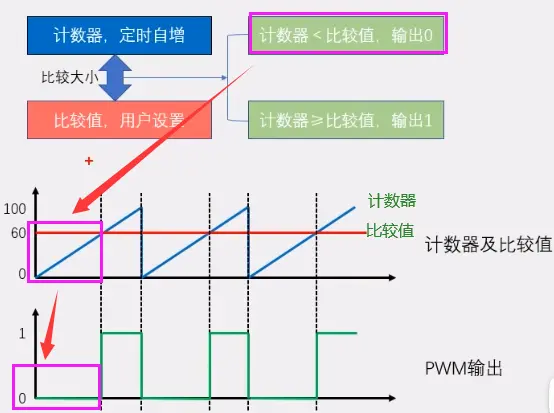 计数器，定时自增
计数器＜比较值，输出0
比较大小
比较值，用户设置
计数器≥比较值，输出1
计数器
100
比较值
60
计数器及比较值
0
1
PWM输出
0